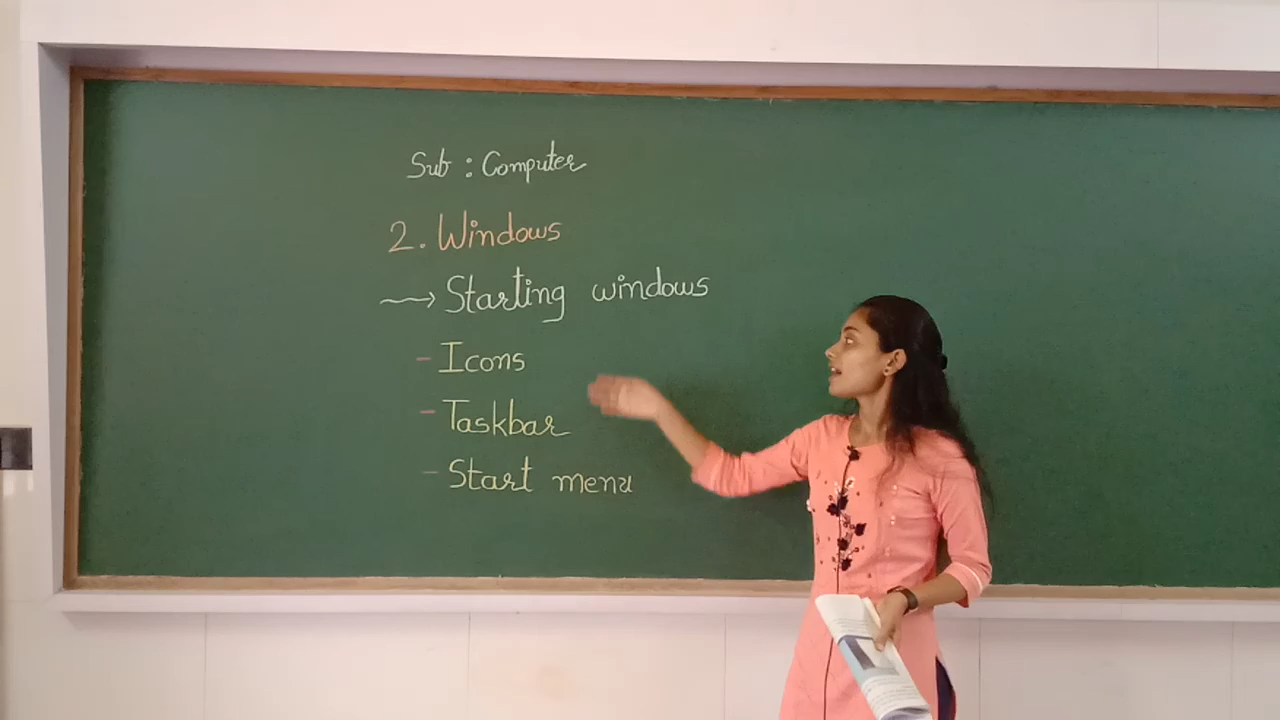 Sub : Computer
2. Windows
→ Starting windows
- Icons
- Taskbar
- Start menu